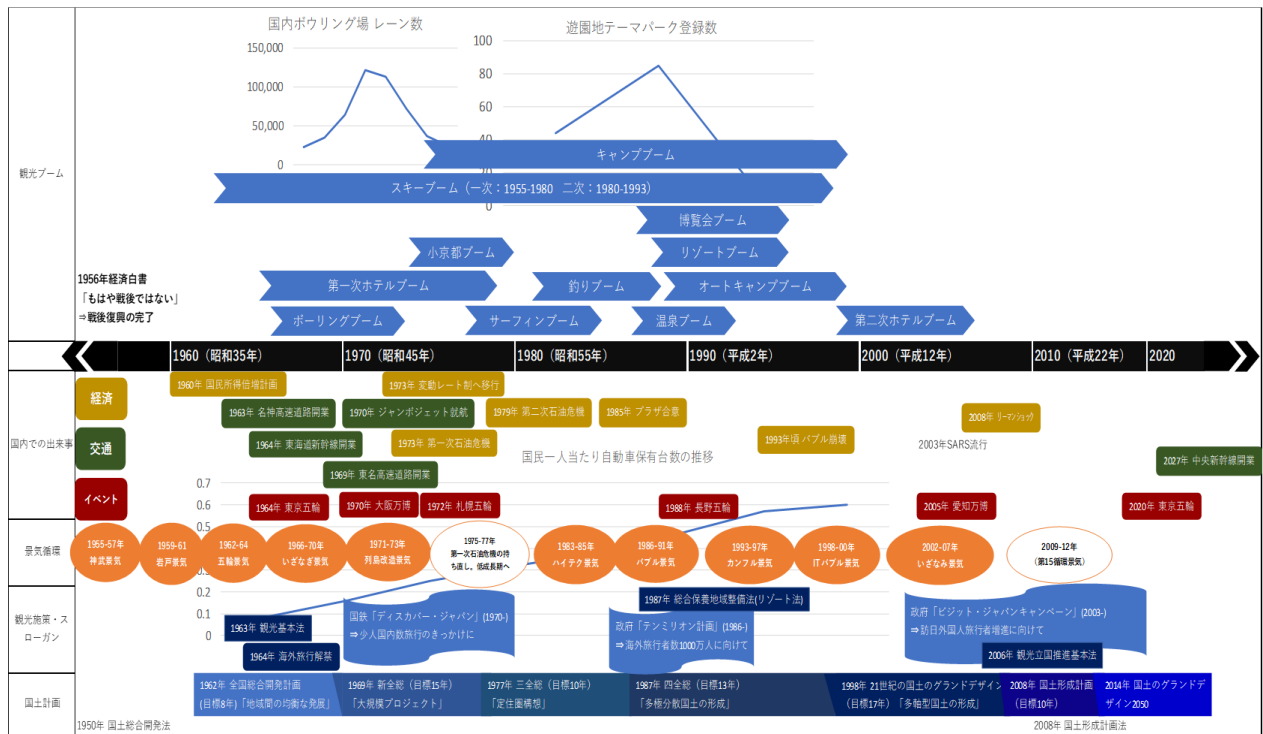 国内ボウリング場 レーン数
150,000
100,000
50,000
0
遊園地テーマパーク登録数
100
80
60
40
20
0
観光ブーム
キャンプブーム
スキーブーム（一次：1955-1980　二次：1980-1993）
博覧会ブーム
小京都ブーム
リゾートブーム
1956年経済白書
「もはや戦後ではない」
⇒戦後復興の完了
第一次ホテルブーム
釣りブーム
オートキャンプブーム
ボーリングブーム
サーフィンブーム
温泉ブーム
第二次ホテルブーム
1960（昭和35年）
1970（昭和45年）
1980（昭和55年）
1990（平成2年）
2000（平成12年）
2010（平成22年）
2020
国内での出来事
経済
交通
イベント
1960年 国民所得倍増計画
1973年 変動レート制へ移行
1963年 名神高速道路開業
1970年 ジャンボジェット就航
1979年 第二次石油危機
1985年 プラザ合意
2008年 リーマンショック
1964年 東海道新幹線開業
1973年 第一次石油危機
1993年頃 バブル崩壊
2003年SARS流行
国民一人当たり自動車保有台数の推移
2027年 中央新幹線開業
1969年 東名高速道路開業
0.7
0.6
0.5
0.3
0.2
0.1
0
1964年 東京五輪
1970年 大阪万博
1972年 札幌五輪
1988年 長野五輪
2005年 愛知万博
2020年 東京五輪
景気循環
1955-57年
神武景気
1959-61
岩戸景気
1962-64
五輪景気
1966-70年
いざなぎ景気
1971-73年
列島改造景気
1975-77年
第一次石油危機の持
ち直し。低成長期へ
1983-85年
ハイテク景気
1986-91年
バブル景気
1993-97年
カンフル景気
1998-00年
ITバブル景気
2002-07年
いざなみ景気
2009-12年
（第15循環景気）
観光施策・ス
ローガン
1963年 観光基本法
1964年 海外旅行解禁
国鉄「ディスカバー・ジャパン」(1970-)
⇒少人国内数旅行のきっかけに
1987年 総合保養地域整備法(リゾート法)
政府「テンミリオン計画」(1986-)
⇒海外旅行者数1000万人に向けて
政府「ビジット・ジャパンキャンペーン」(2003-)
⇒訪日外国人旅行者増進に向けて
2006年 観光立国推進基本法
国土計画
1962年 全国総合開発計画
(目標8年)「地域間の均衡な発展」
1969年 新全総（目標15年）
「大規模プロジェクト」
1977年 三全総（目標10年）
「定住圏構想」
1987年 四全総（目標13年）
「多極分散国土の形成」
1998年 21世紀の国土のグランドデザイン
（目標17年）「多軸型国土の形成」
2008年 国土形成計画
（目標10年）
2014年 国土のグランドデ
ザイン2050
1950年 国土総合開発法
2008年 国土形成計画法